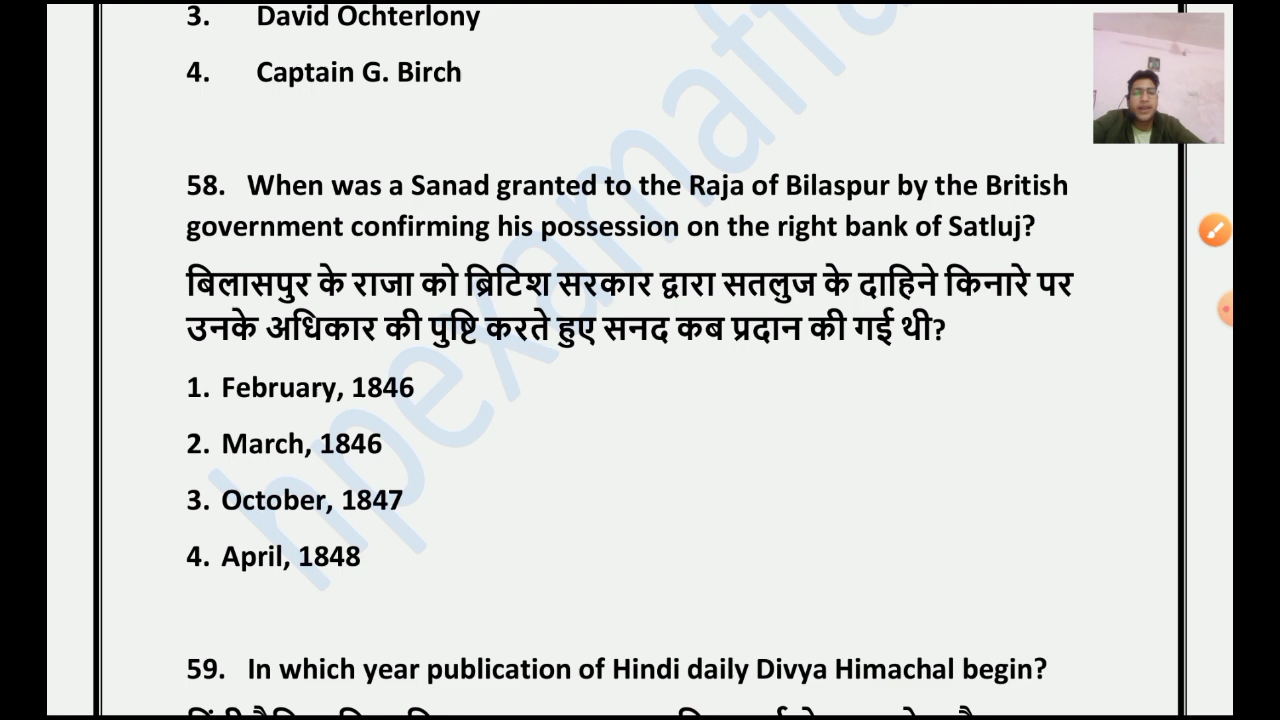 3. David Ochterlony
4. Captain G. Birch
58. When was a Sanad granted to the Raja of Bilaspur by the British
government confirming his possession on the right bank of Satluj?
बिलासपुर के राजा को ब्रिटिश सरकार द्वारा सतलुज के दाहिने किनारे पर
उनके अधिकार की पुष्टि करते हुए सनद कब प्रदान की गई थी?
1. February, 1846
2. March, 1846
3. October, 1847
4. April, 1848
59. In which year publication of Hindi daily Divya Himachal begin?